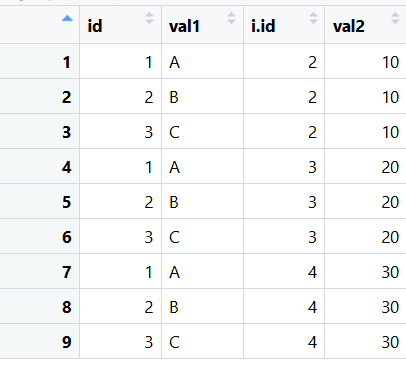 id val1 i.id val2
1 1 A 2 10
2 2 B 2 10
3 3 C 2 10
4 1 A 3 20
5 2 B 3 20
6 3 C 3 20
7 1 A 4 30
8 2 B 4 30
9 3 C 4 30